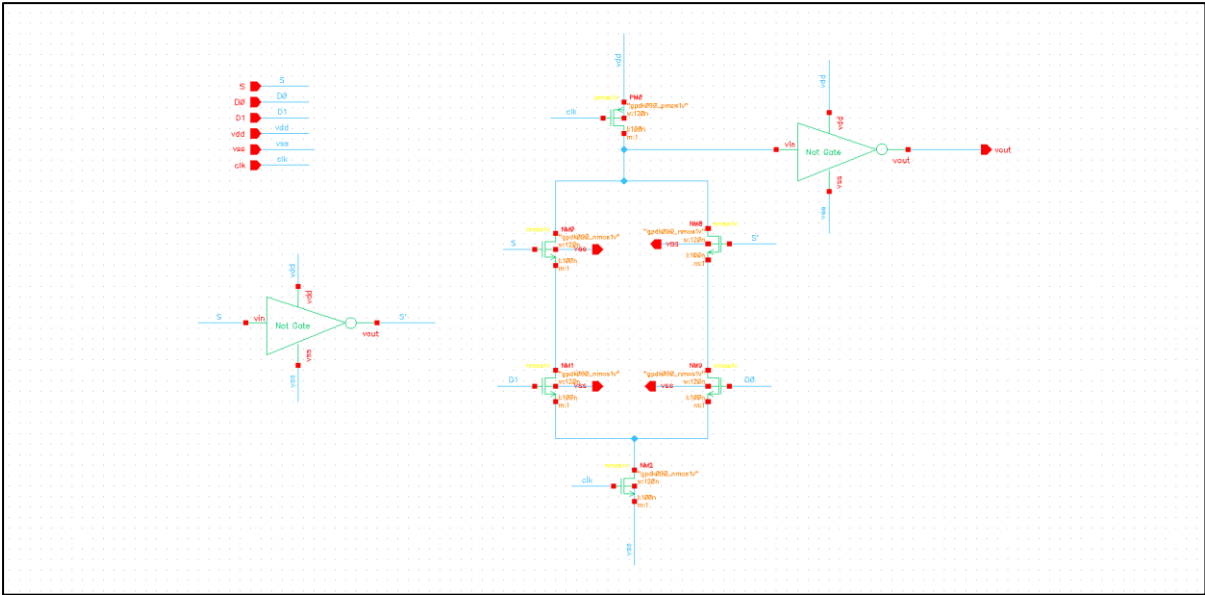 S S
D0 D0
D1 D1
vdd vdd
vss vss
clk clk
vdd
PM0
"gpdk090_pmos1v"
w:120n
l:100n
m:1
clk
vdd
vdd
vin
Not Gate
vout
vout
vss
vss
NM0
"gpdk090_nmos1v"
w:120n
l:100n
m:1
S
vss
"gpdk090_nmos1v"
w:120n
l:100n
m:1
S'
vss
vdd
vdd
S
vin
Not Gate
vout
S'
vss
vss
NM1
"gpdk090_nmos1v"
w:120n
l:100n
m:1
D1
vss
"gpdk090_nmos1v"
w:120n
l:100n
m:1
D0
vss
NM2
"gpdk090_nmos1v"
w:120n
l:100n
m:1
clk
vss